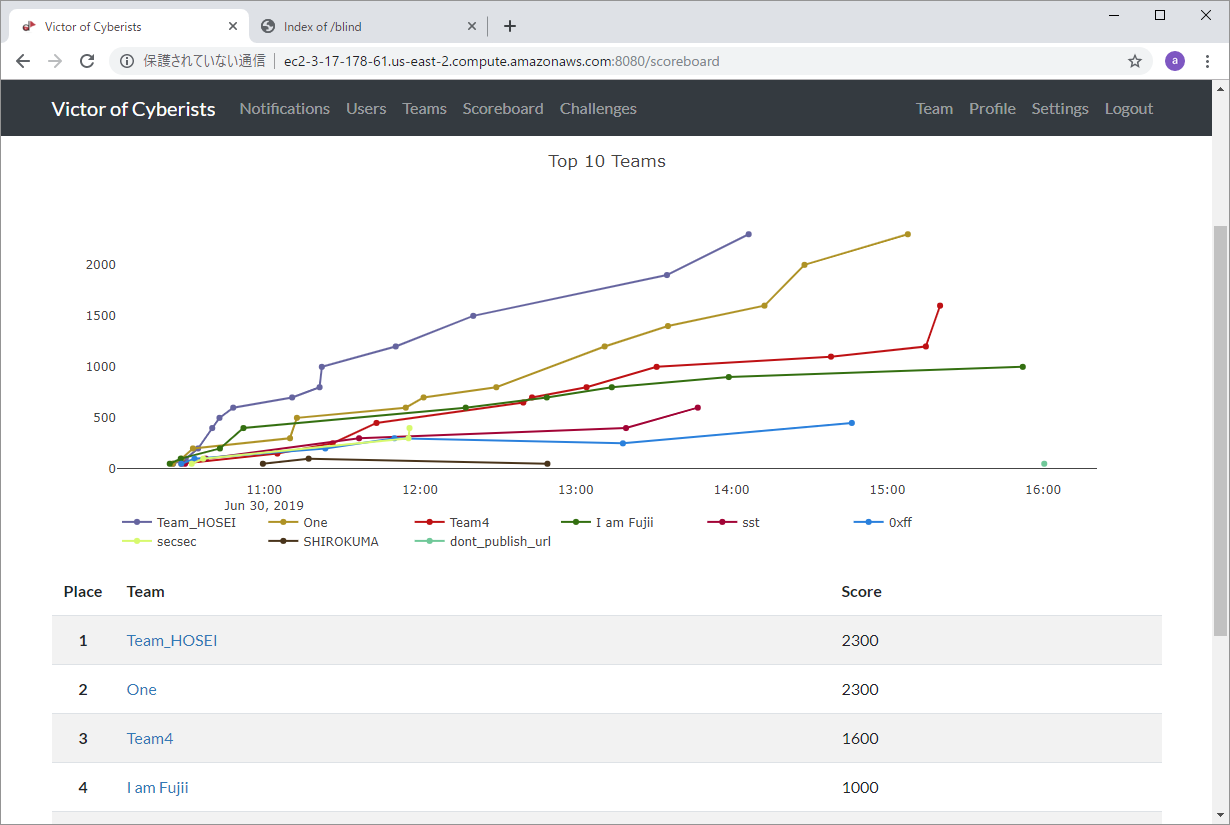 Victor of Cyberists
Index of /blind
保護されていない通信 ec2-3-17-178-61.us-east-2.compute.amazonaws.com:8080/scoreboard
a
Victor of Cyberists Notifications Users Teams Scoreboard Challenges Team Profile Settings Logout
Top 10 Teams
2000
1500
1000
500
0
11:00 12:00 13:00 14:00 15:00 16:00
Jun 30, 2019
Team_HOSEI One Team4 I am Fujii sst 0xff
secsec SHIROKUMA dont_publish_url
Place Team Score
1 Team_HOSEI 2300
2 One 2300
3 Team4 1600
4 I am Fujii 1000